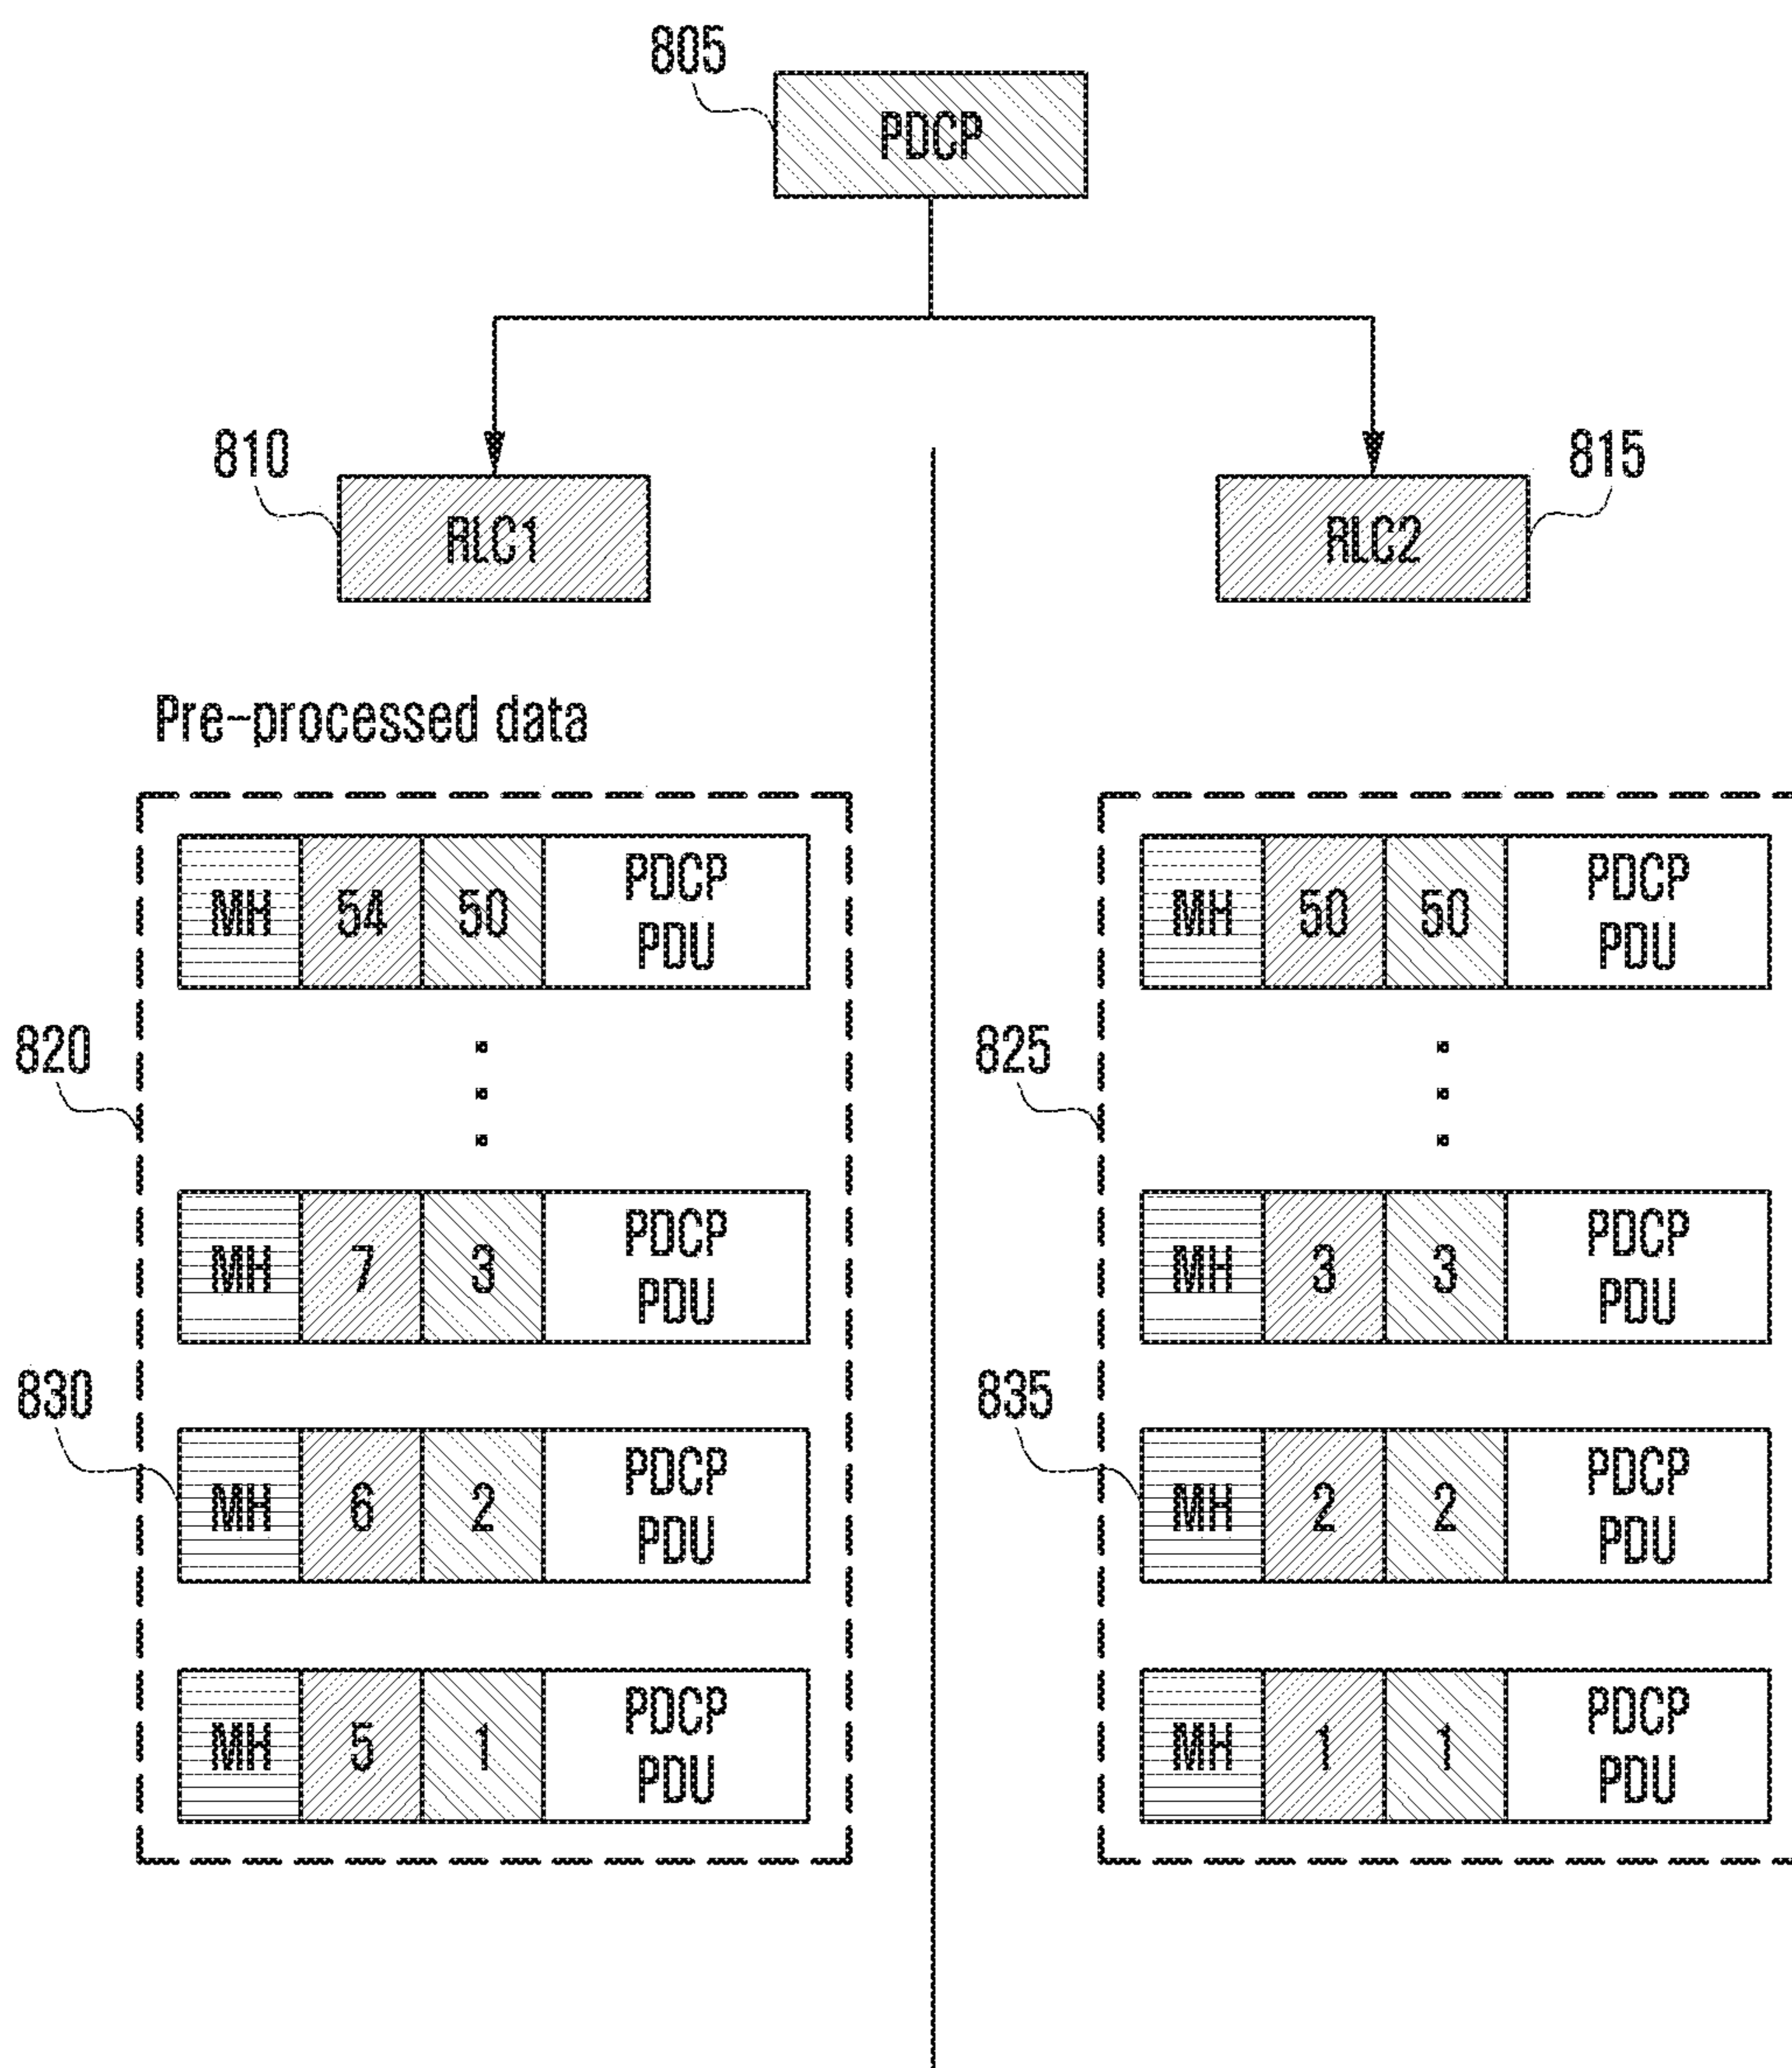 805
PDCP
810
RLC1
815
RLC2
Pre-processed data
820
MH 54 50 PDCP PDU
MH 7 3 PDCP PDU
830
MH 6 2 PDCP PDU
MH 5 1 PDCP PDU
825
MH 50 50 PDCP PDU
MH 3 3 PDCP PDU
835
MH 2 2 PDCP PDU
MH 1 1 PDCP PDU